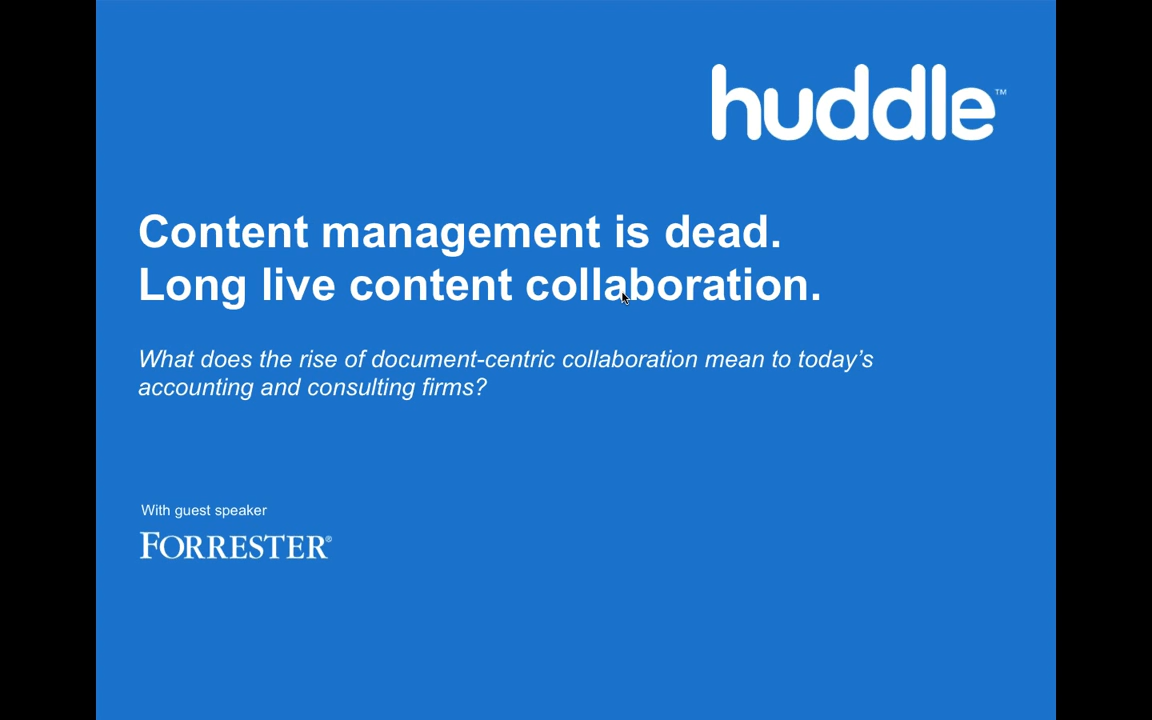 huddle™
Content management is dead.
Long live content collaboration.
What does the rise of document-centric collaboration mean to today’s
accounting and consulting firms?
With guest speaker
FORRESTER®